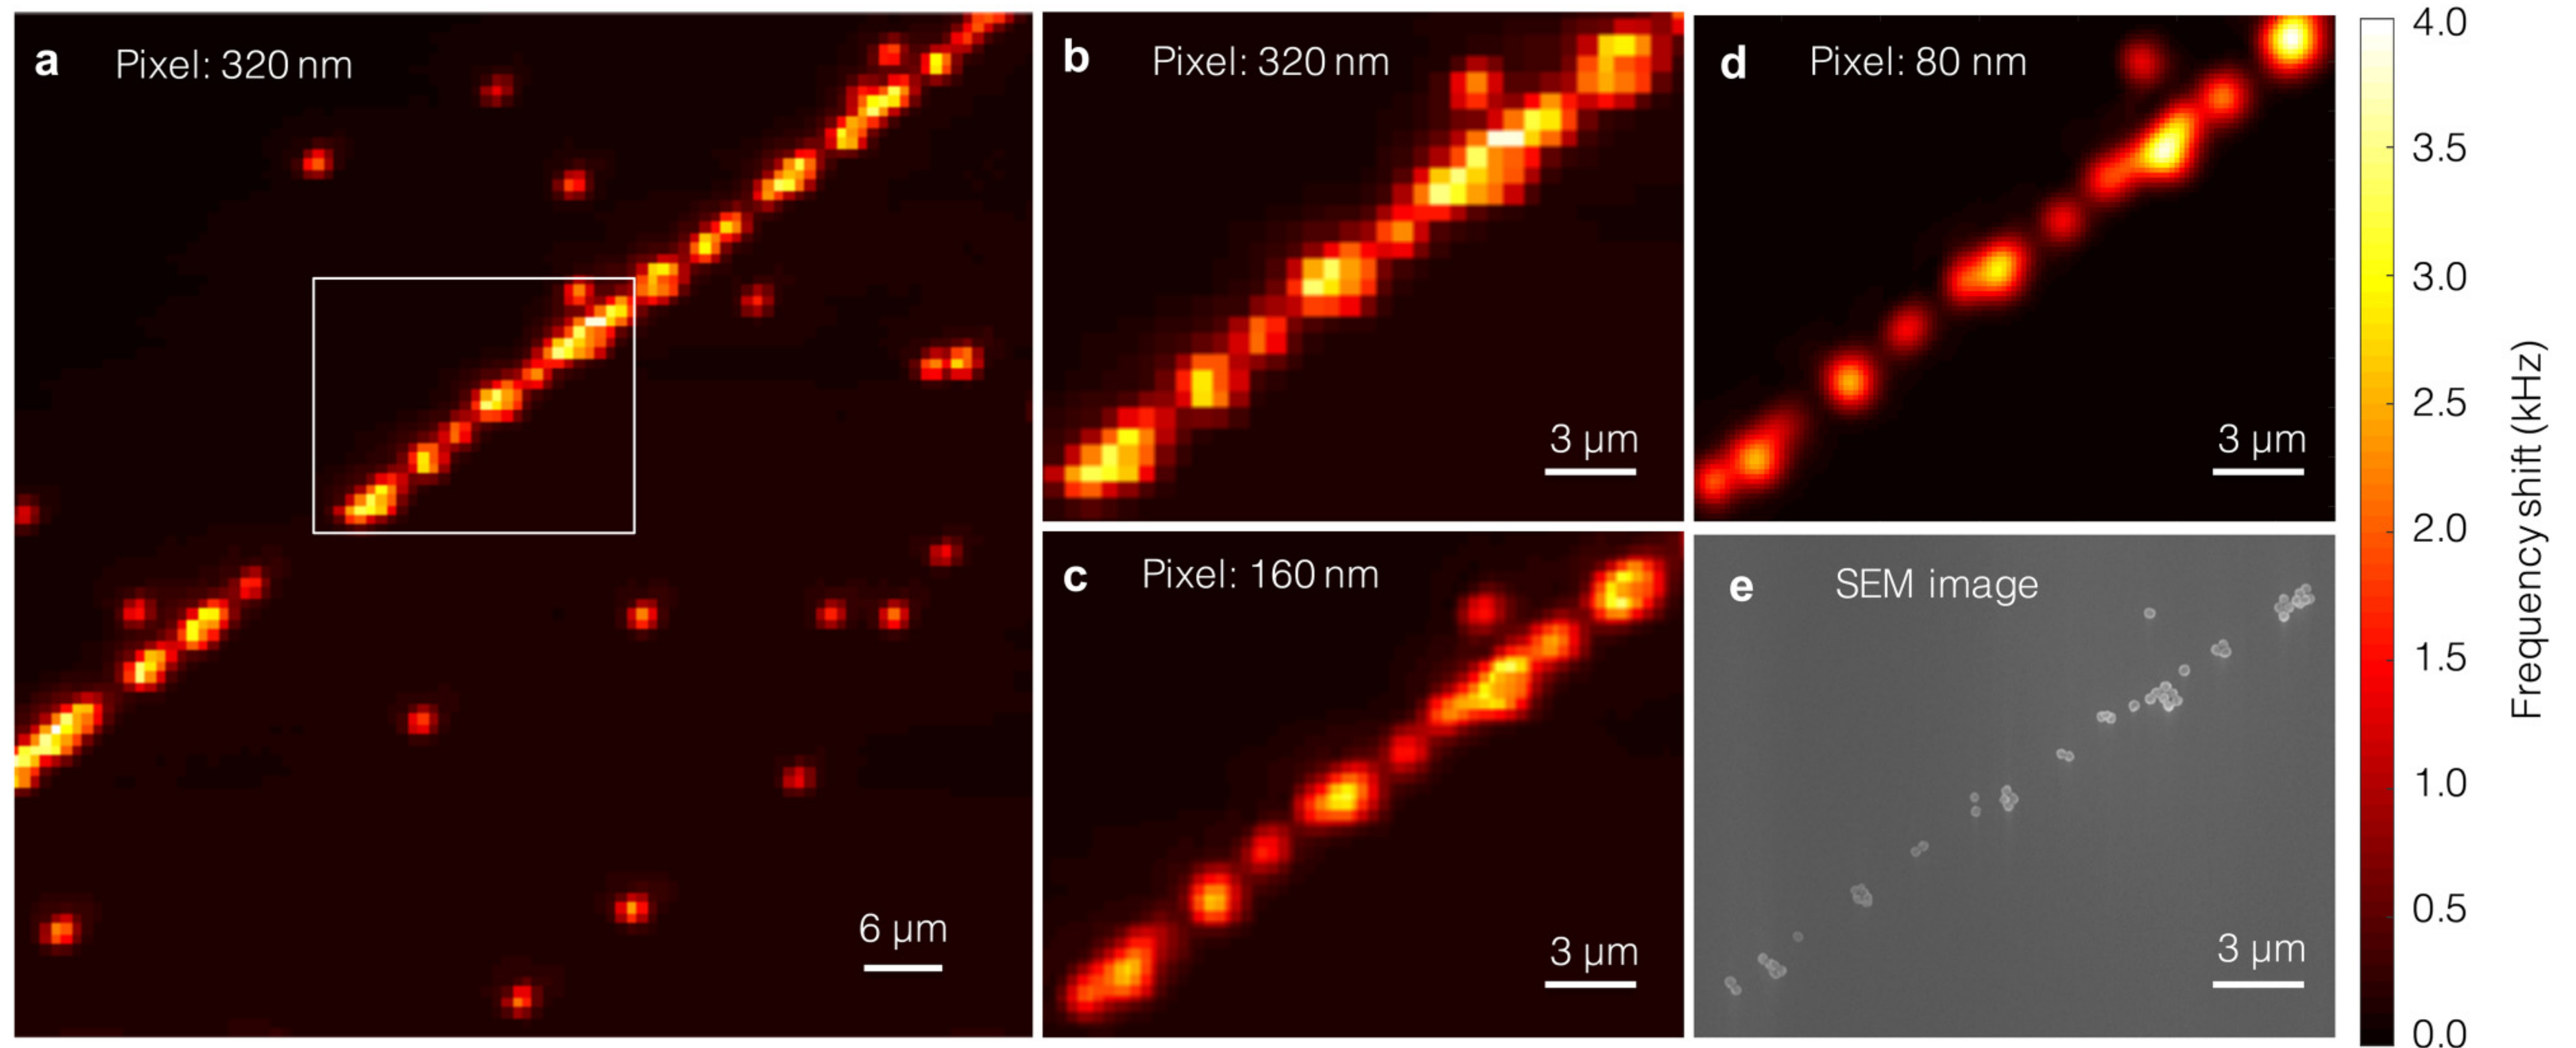 a Pixel: 320 nm
6 µm
b Pixel: 320 nm
3 µm
c Pixel: 160 nm
3 µm
d Pixel: 80 nm
3 µm
e SEM image
3 µm
4.0
3.5
3.0
2.5
2.0
1.5
1.0
0.5
0.0
Frequency shift (kHz)